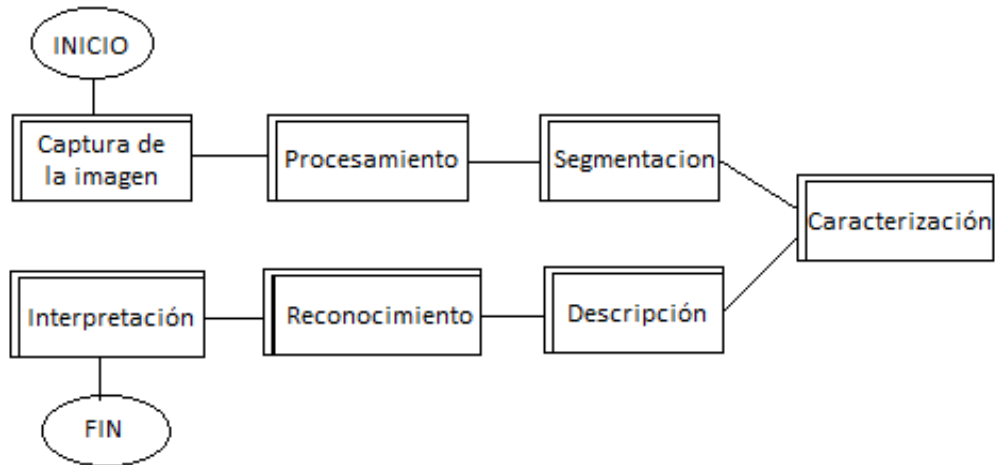 INICIO
Captura de
la imagen
Procesamiento
Segmentacion
Caracterización
Descripción
Reconocimiento
Interpretación
FIN